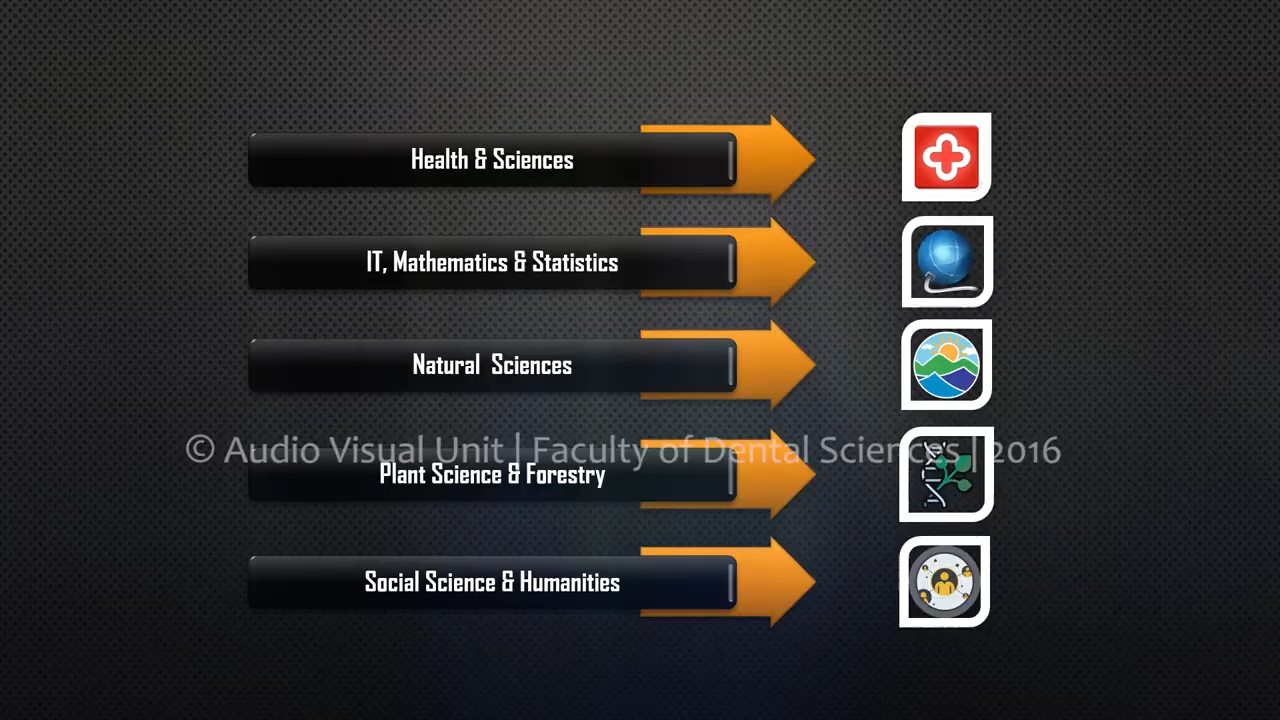 Health & Sciences
IT, Mathematics & Statistics
Natural Sciences
© Audio Visual Unit | Faculty of Dental Sciences | 2016
Plant Science & Forestry
Social Science & Humanities